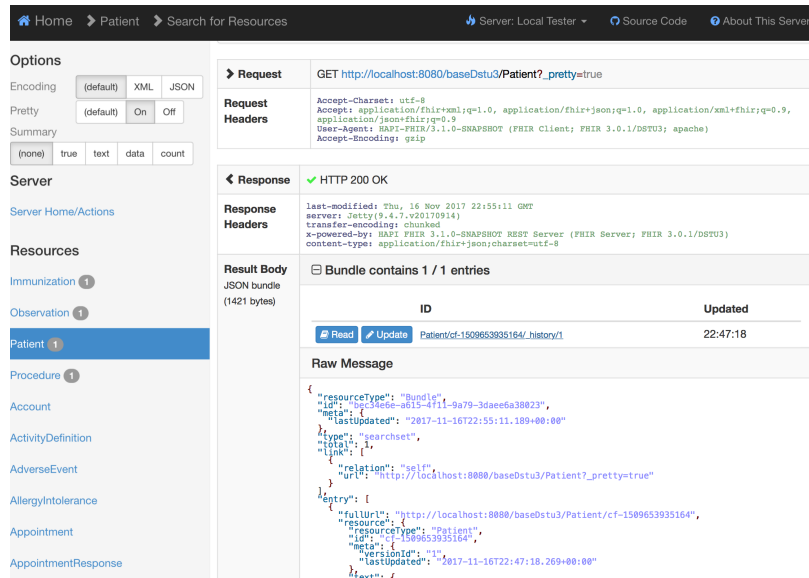 Home Patient Search for Resources Server: Local Tester Source Code About This Server
Options
Encoding (default) XML JSON
Pretty (default) On Off
Summary
(none) true text data count
Server
Server Home/Actions
Resources
Immunization 1
Observation 1
Patient 1
Procedure 1
Account
ActivityDefinition
AdverseEvent
AllergyIntolerance
Appointment
AppointmentResponse
Request GET http://localhost:8080/baseDstu3/Patient?_pretty=true
Request Headers
Accept-Charset: utf-8
Accept: application/fhir+xml;q=1.0, application/fhir+json;q=1.0, application/xml+fhir;q=0.9,
application/json+fhir;q=0.9
User-Agent: HAPI-FHIR/3.1.0-SNAPSHOT (FHIR Client; FHIR 3.0.1/DSTU3; apache)
Accept-Encoding: gzip
Response HTTP 200 OK
Response Headers
last-modified: Thu, 16 Nov 2017 22:55:11 GMT
server: Jetty(9.4.7.v20170914)
transfer-encoding: chunked
x-powered-by: HAPI FHIR 3.1.0-SNAPSHOT REST Server (FHIR Server; FHIR 3.0.1/DSTU3)
content-type: application/fhir+json;charset=utf-8
Result Body
JSON bundle
(1421 bytes)
Bundle contains 1 / 1 entries
ID Updated
Read Update Patient/cf-1509653935164/_history/1 22:47:18
Raw Message
{
"resourceType": "Bundle",
"id": "bec34e6e-a615-4f11-9a79-3daee6a38023",
"meta": {
"lastUpdated": "2017-11-16T22:55:11.189+00:00"
},
"type": "searchset",
"total": 1,
"link": [
{
"relation": "self",
"url": "http://localhost:8080/baseDstu3/Patient?_pretty=true"
}
],
"entry": [
{
"fullUrl": "http://localhost:8080/baseDstu3/Patient/cf-1509653935164",
"resource": {
"resourceType": "Patient",
"id": "cf-1509653935164",
"meta": {
"versionId": "1",
"lastUpdated": "2017-11-16T22:47:18.269+00:00"
},
"text": {